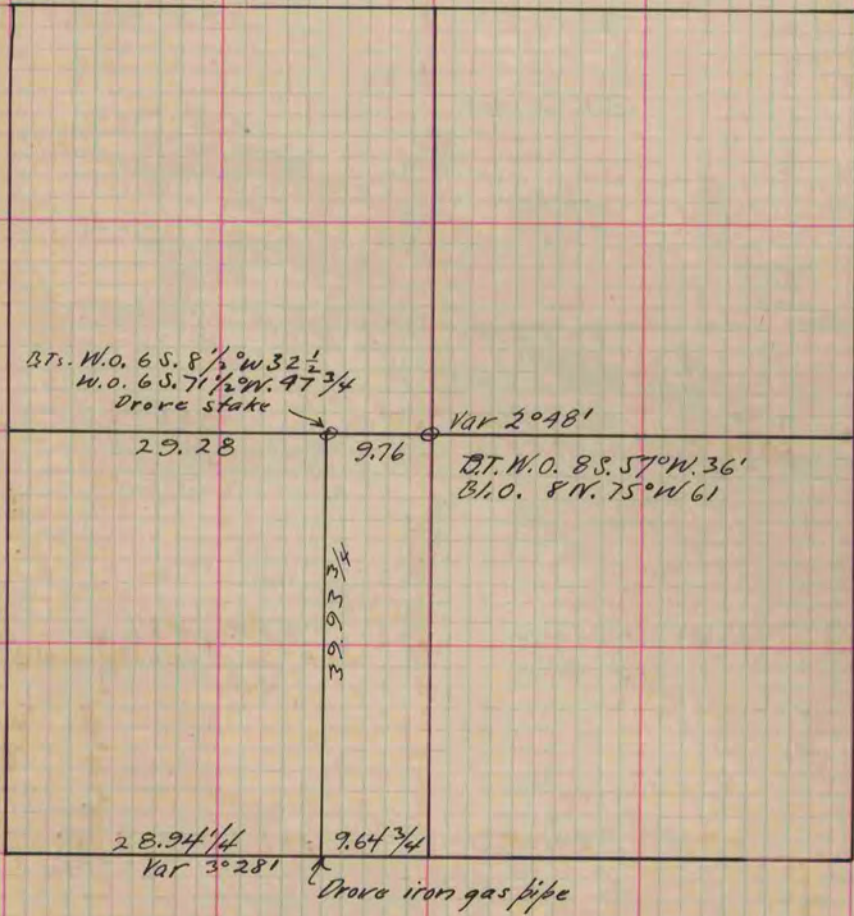 BTs. W.O. 6 S. 8 1/2° W 32 1/2
W.O. 6 S. 71 1/2° W. 47 3/4
Drove stake
Var 2°48'
29.28
9.76
B.T. W.O. 8 S. 57° W. 36'
Bl.O. 8 N. 75° W 61
39.93 3/4
28.94 1/4
9.64 3/4
Var 3°28'
Drove iron gas pipe